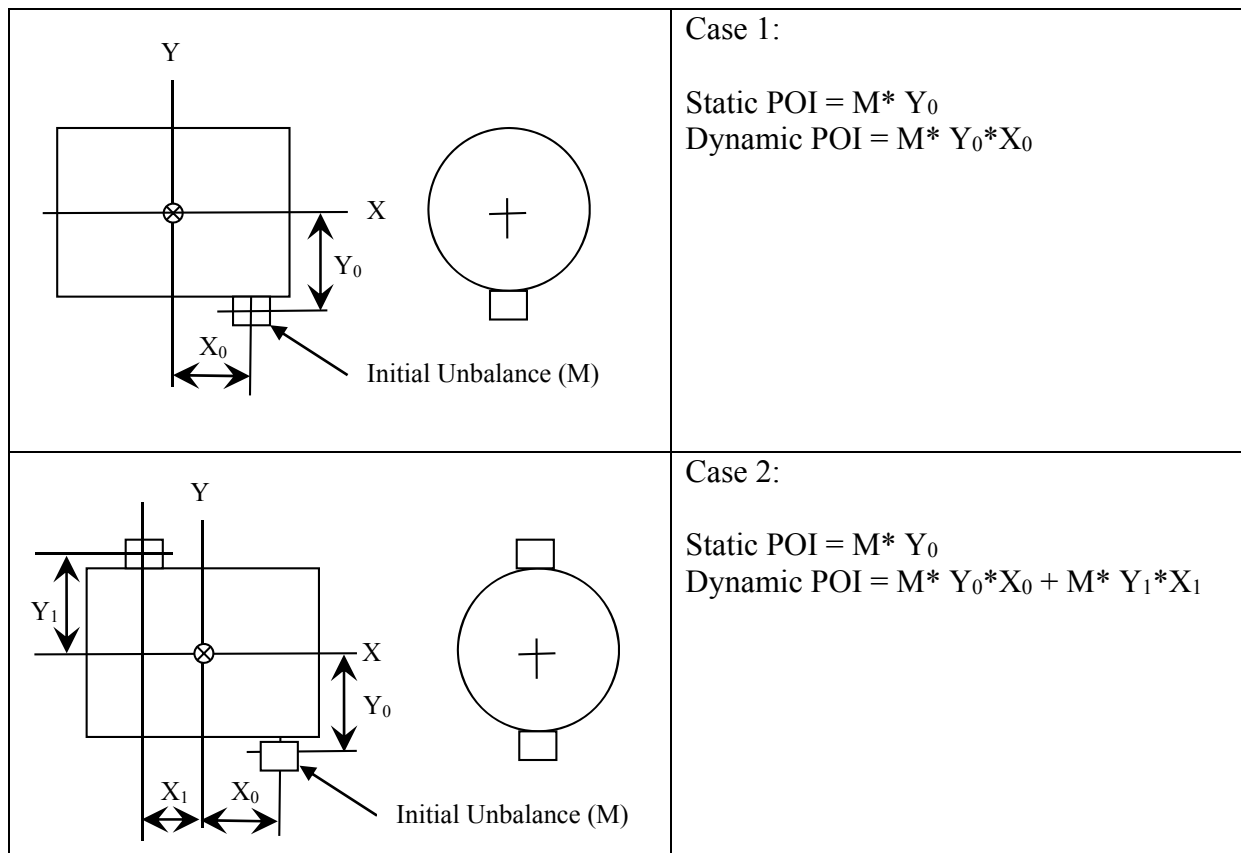 Y
X
Y₀
X₀
Initial Unbalance (M)
Case 1:
Static POI = M* Y₀
Dynamic POI = M* Y₀*X₀
Y
Y₁
X
Y₀
X₁
X₀
Initial Unbalance (M)
Case 2:
Static POI = M* Y₀
Dynamic POI = M* Y₀*X₀ + M* Y₁*X₁